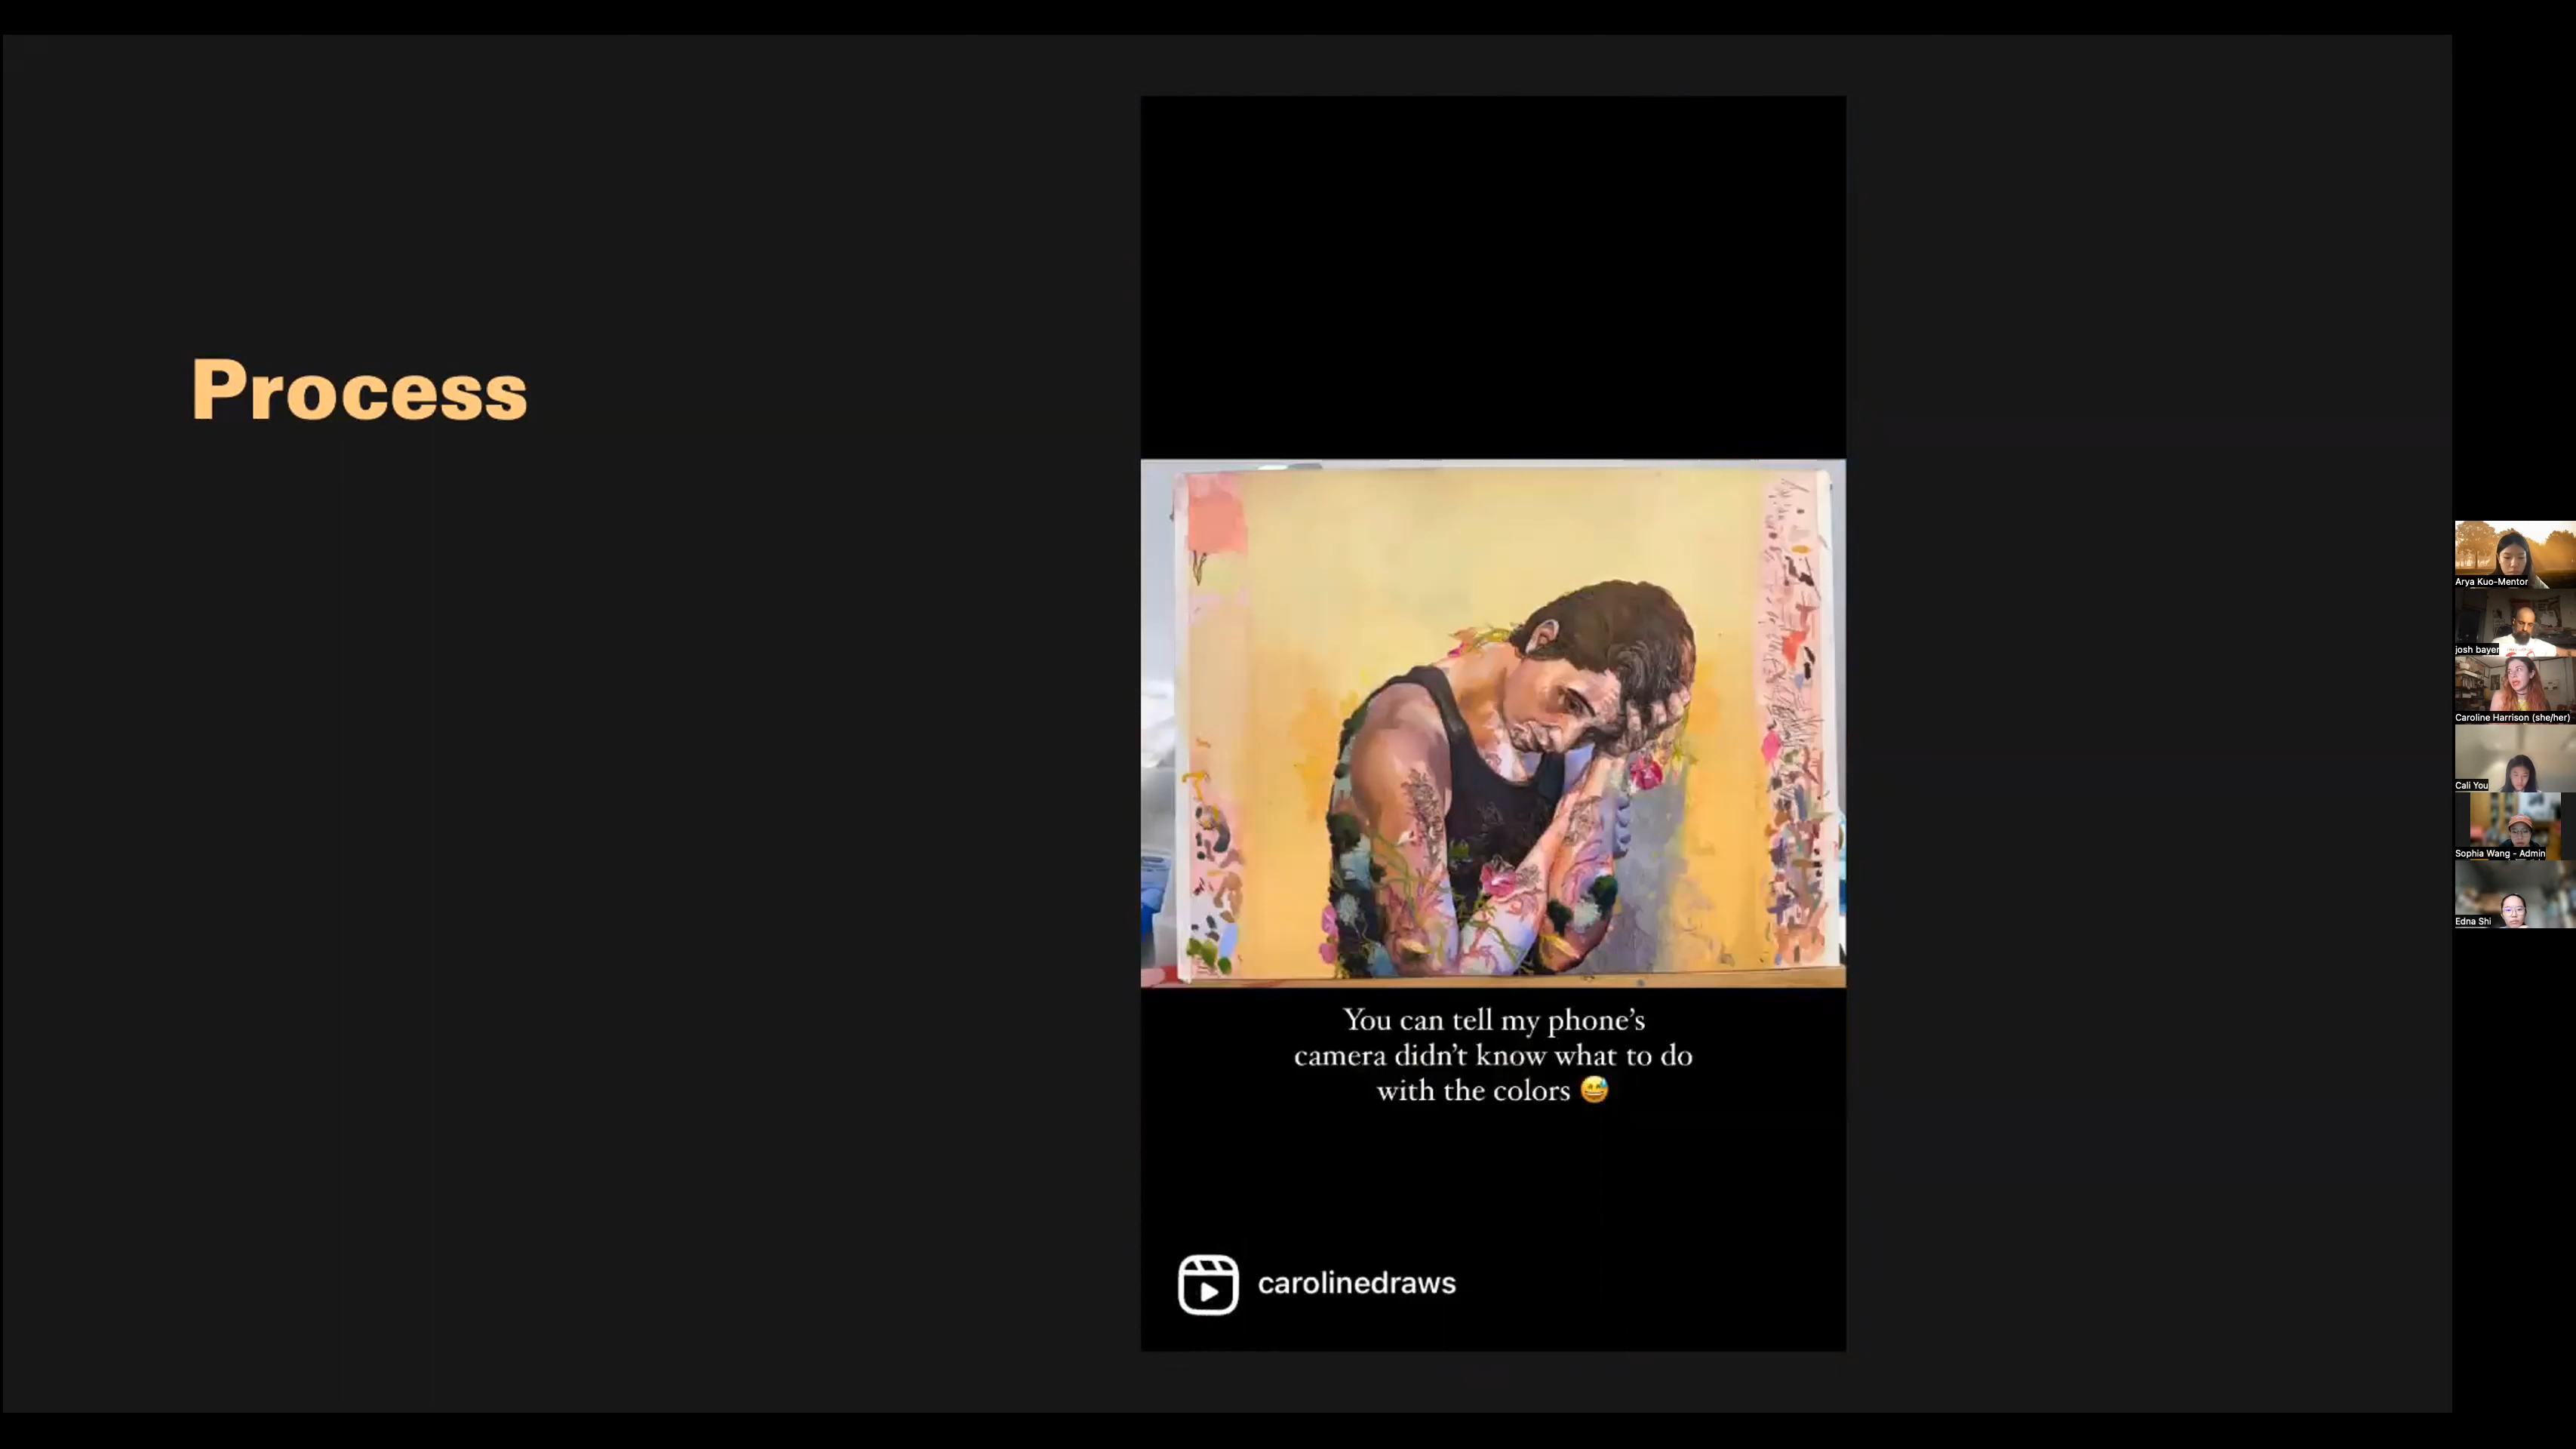 Process
You can tell my phone's
camera didn't know what to do
with the colors 😅
carolinedraws
Arya Kuo-Mentor
josh bayer
Caroline Harrison (she/her)
Cali You
Sophia Wang - Admin
Edna Shi